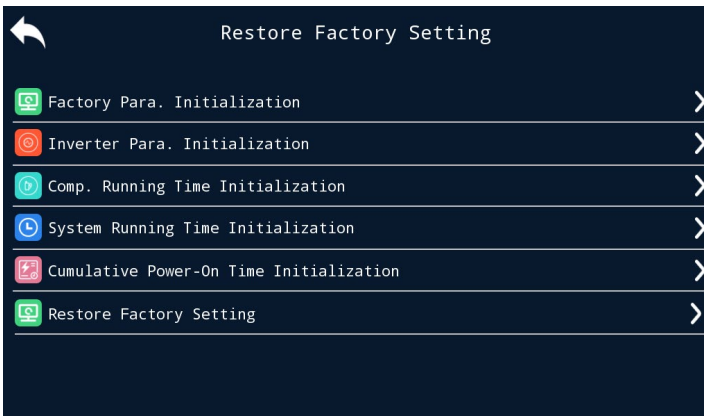 Restore Factory Setting
Factory Para. Initialization
Inverter Para. Initialization
Comp. Running Time Initialization
System Running Time Initialization
Cumulative Power-On Time Initialization
Restore Factory Setting